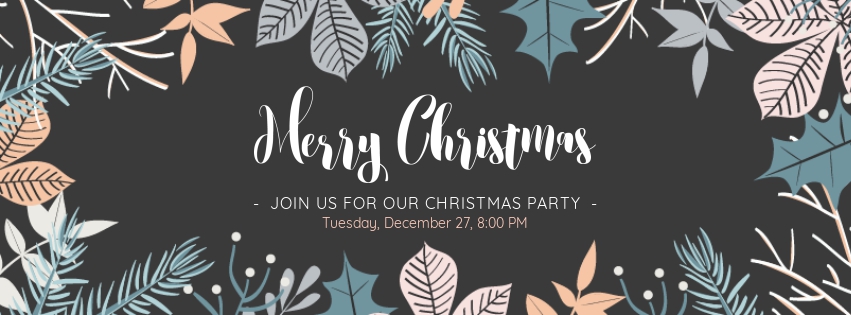 Merry Christmas
- JOIN US FOR OUR CHRISTMAS PARTY -
Tuesday, December 27, 8:00 PM